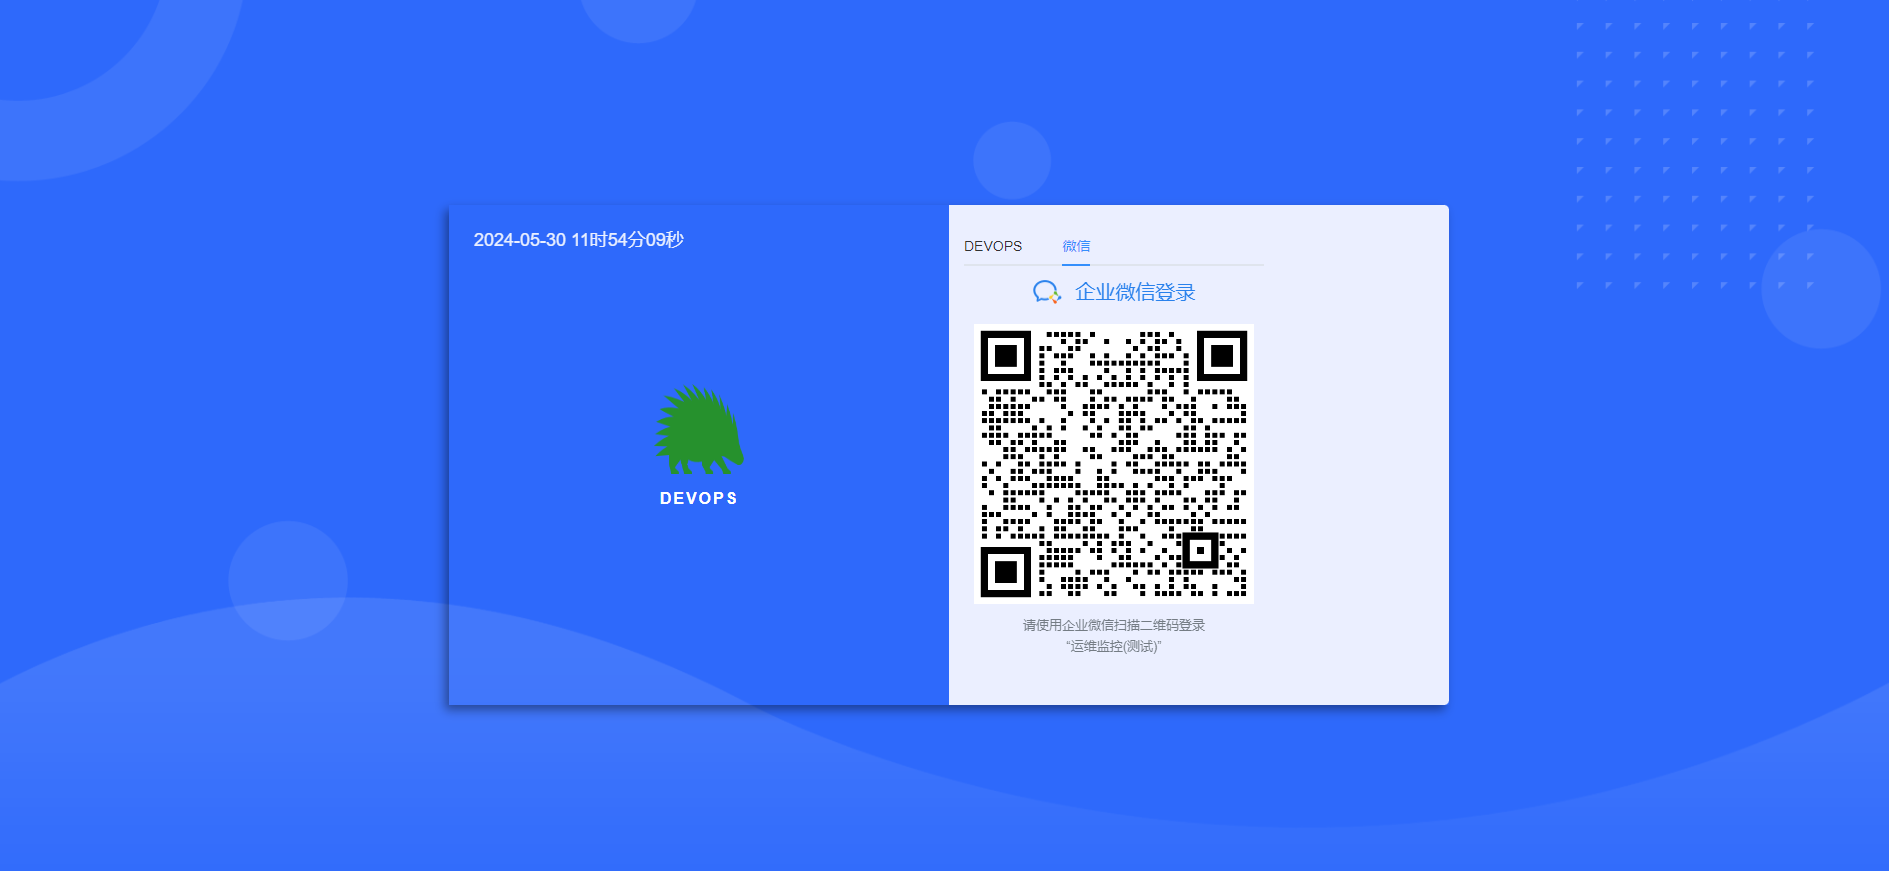 2024-05-30 11时54分09秒
DEVOPS
DEVOPS 微信
企业微信登录
请使用企业微信扫描二维码登录
“运维监控(测试)”